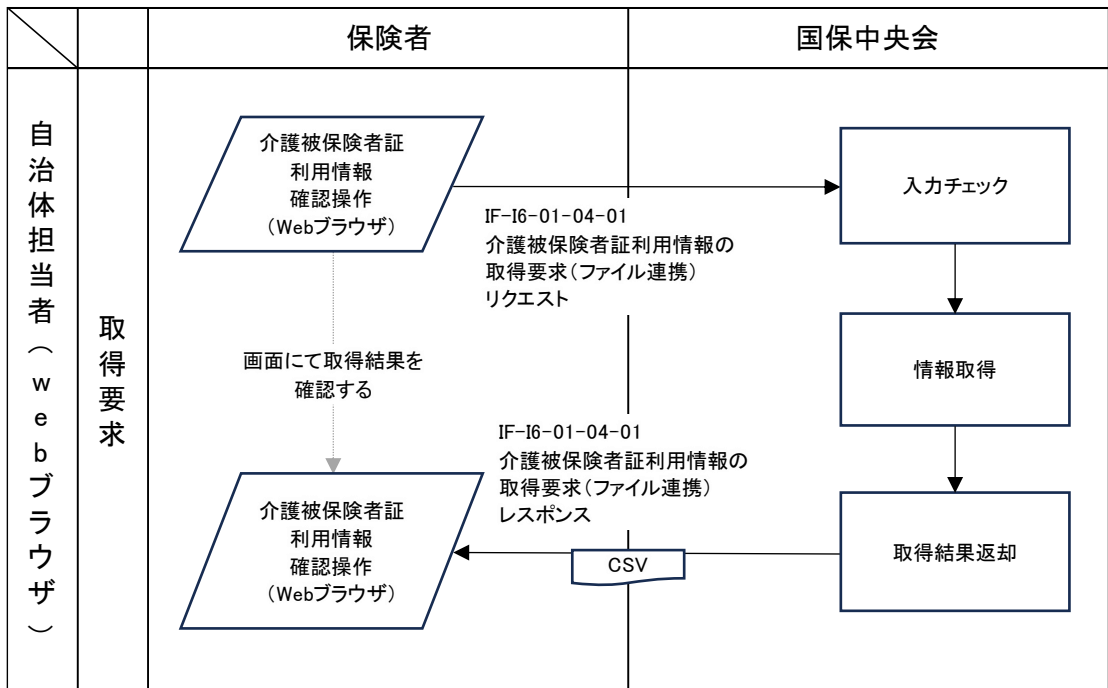 保険者
国保中央会
自治体担当者(webブラウザ)
取得要求
介護被保険者証
利用情報
確認操作
(Webブラウザ)
入力チェック
IF-I6-01-04-01
介護被保険者証利用情報の
取得要求(ファイル連携)
リクエスト
情報取得
画面にて取得結果を
確認する
IF-I6-01-04-01
介護被保険者証利用情報の
取得要求(ファイル連携)
レスポンス
介護被保険者証
利用情報
確認操作
(Webブラウザ)
CSV
取得結果返却